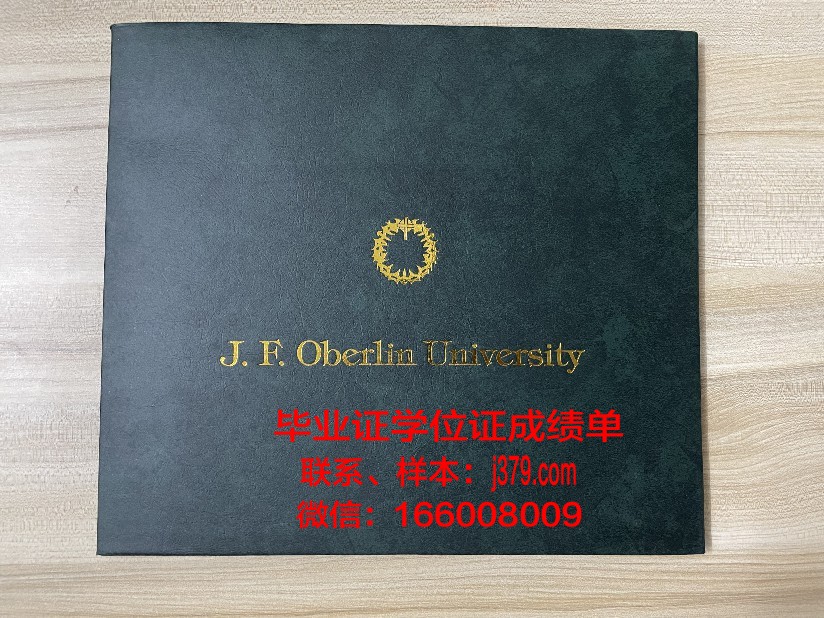 J. F. Oberlin University
毕业证学位证成绩单
联系、样本：j379.com
微信：166008009